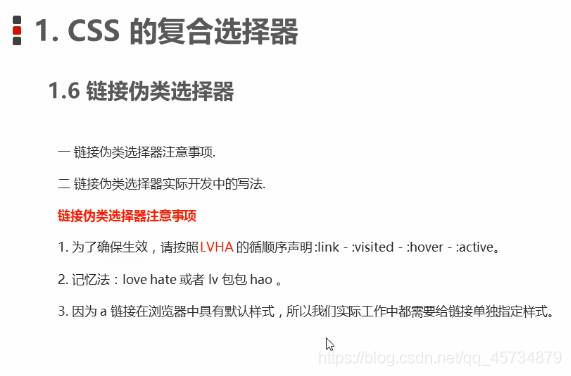 1. CSS 的复合选择器
1.6 链接伪类选择器
一 链接伪类选择器注意事项.
二 链接伪类选择器实际开发中的写法.
链接伪类选择器注意事项
1. 为了确保生效，请按照 LVHA 的循顺序声明 :link - :visited - :hover - :active。
2. 记忆法：love hate 或者 lv 包包 hao 。
3. 因为 a 链接在浏览器中具有默认样式，所以我们实际工作中都需要给链接单独指定样式。
https://blog.csdn.net/qq_45734879